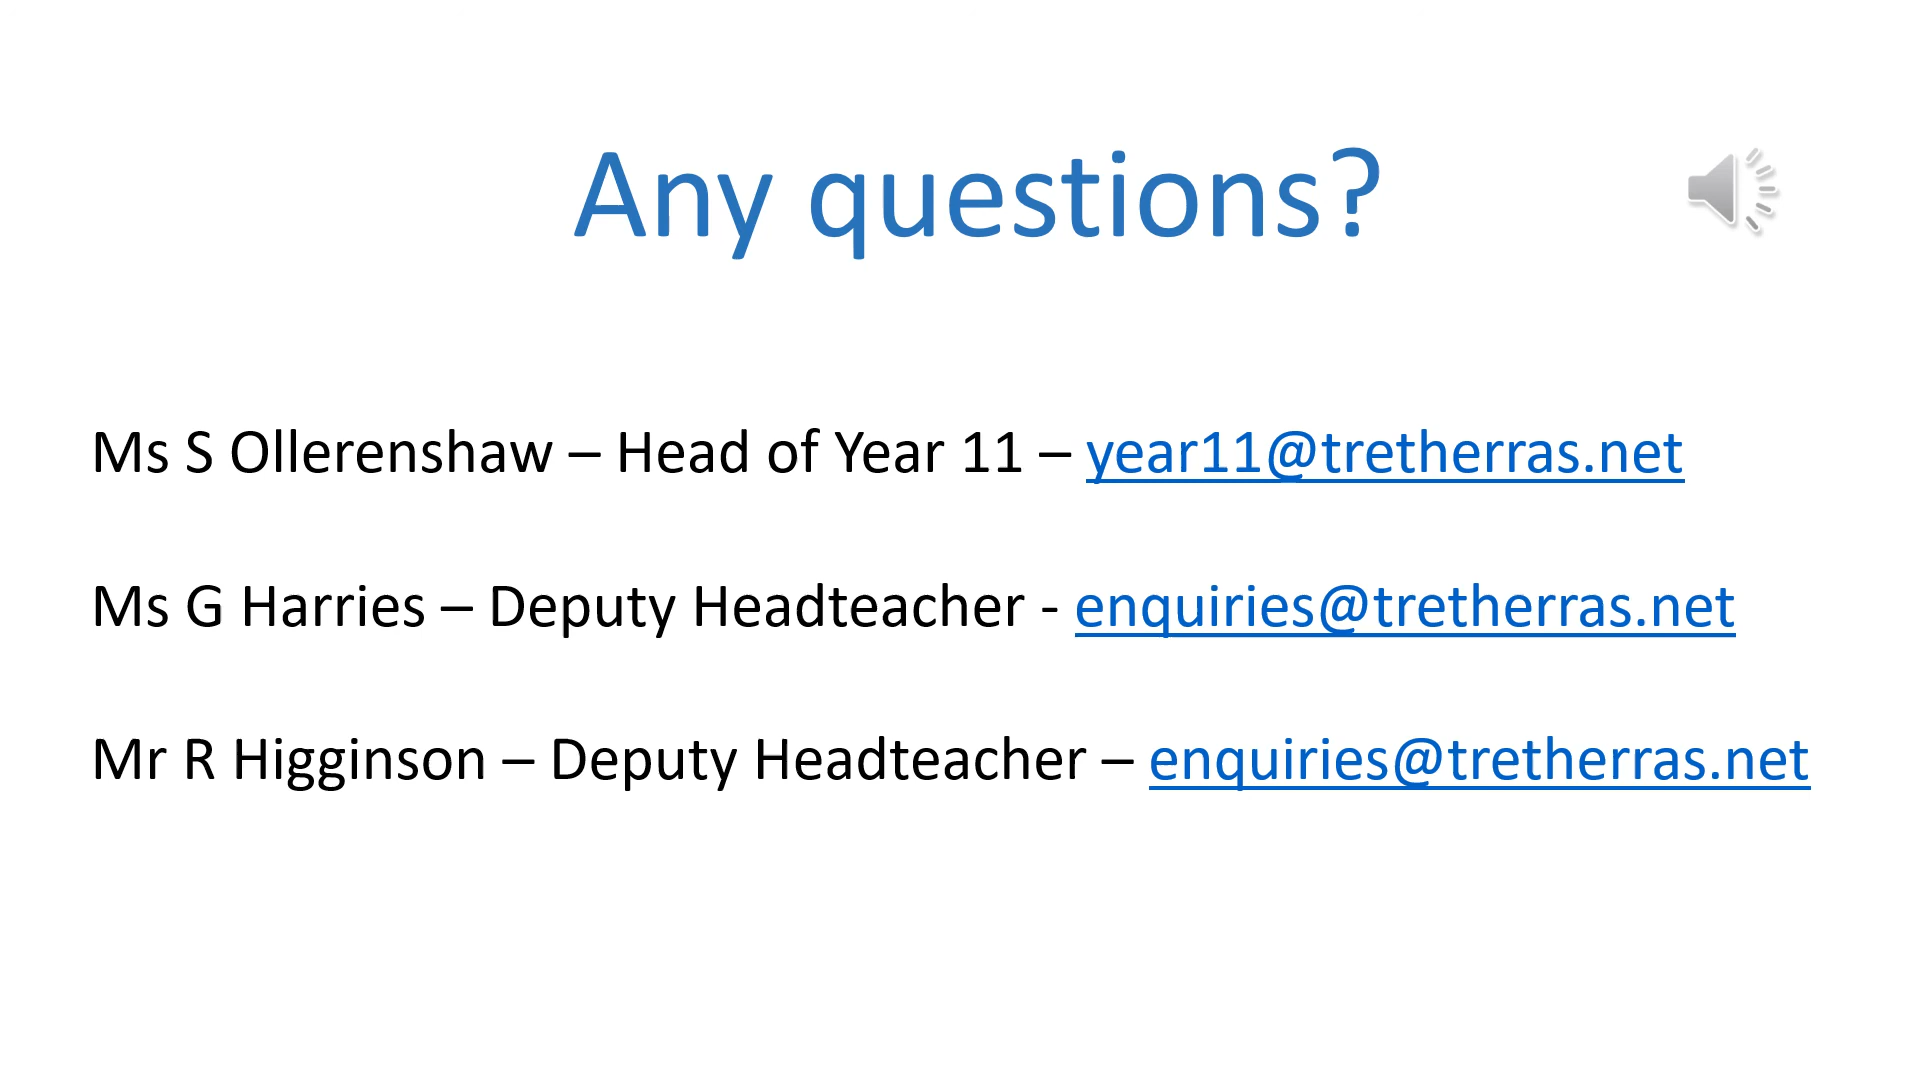 Any questions?
Ms S Ollerenshaw – Head of Year 11 – year11@tretherras.net
Ms G Harries – Deputy Headteacher - enquiries@tretherras.net
Mr R Higginson – Deputy Headteacher – enquiries@tretherras.net